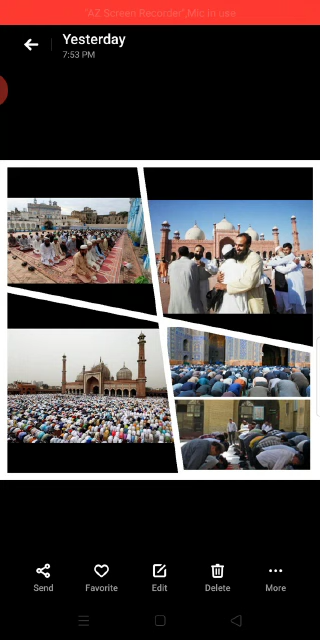 "AZ Screen Recorder",Mic in use
Yesterday
7:53 PM
Send
Favorite
Edit
Delete
More